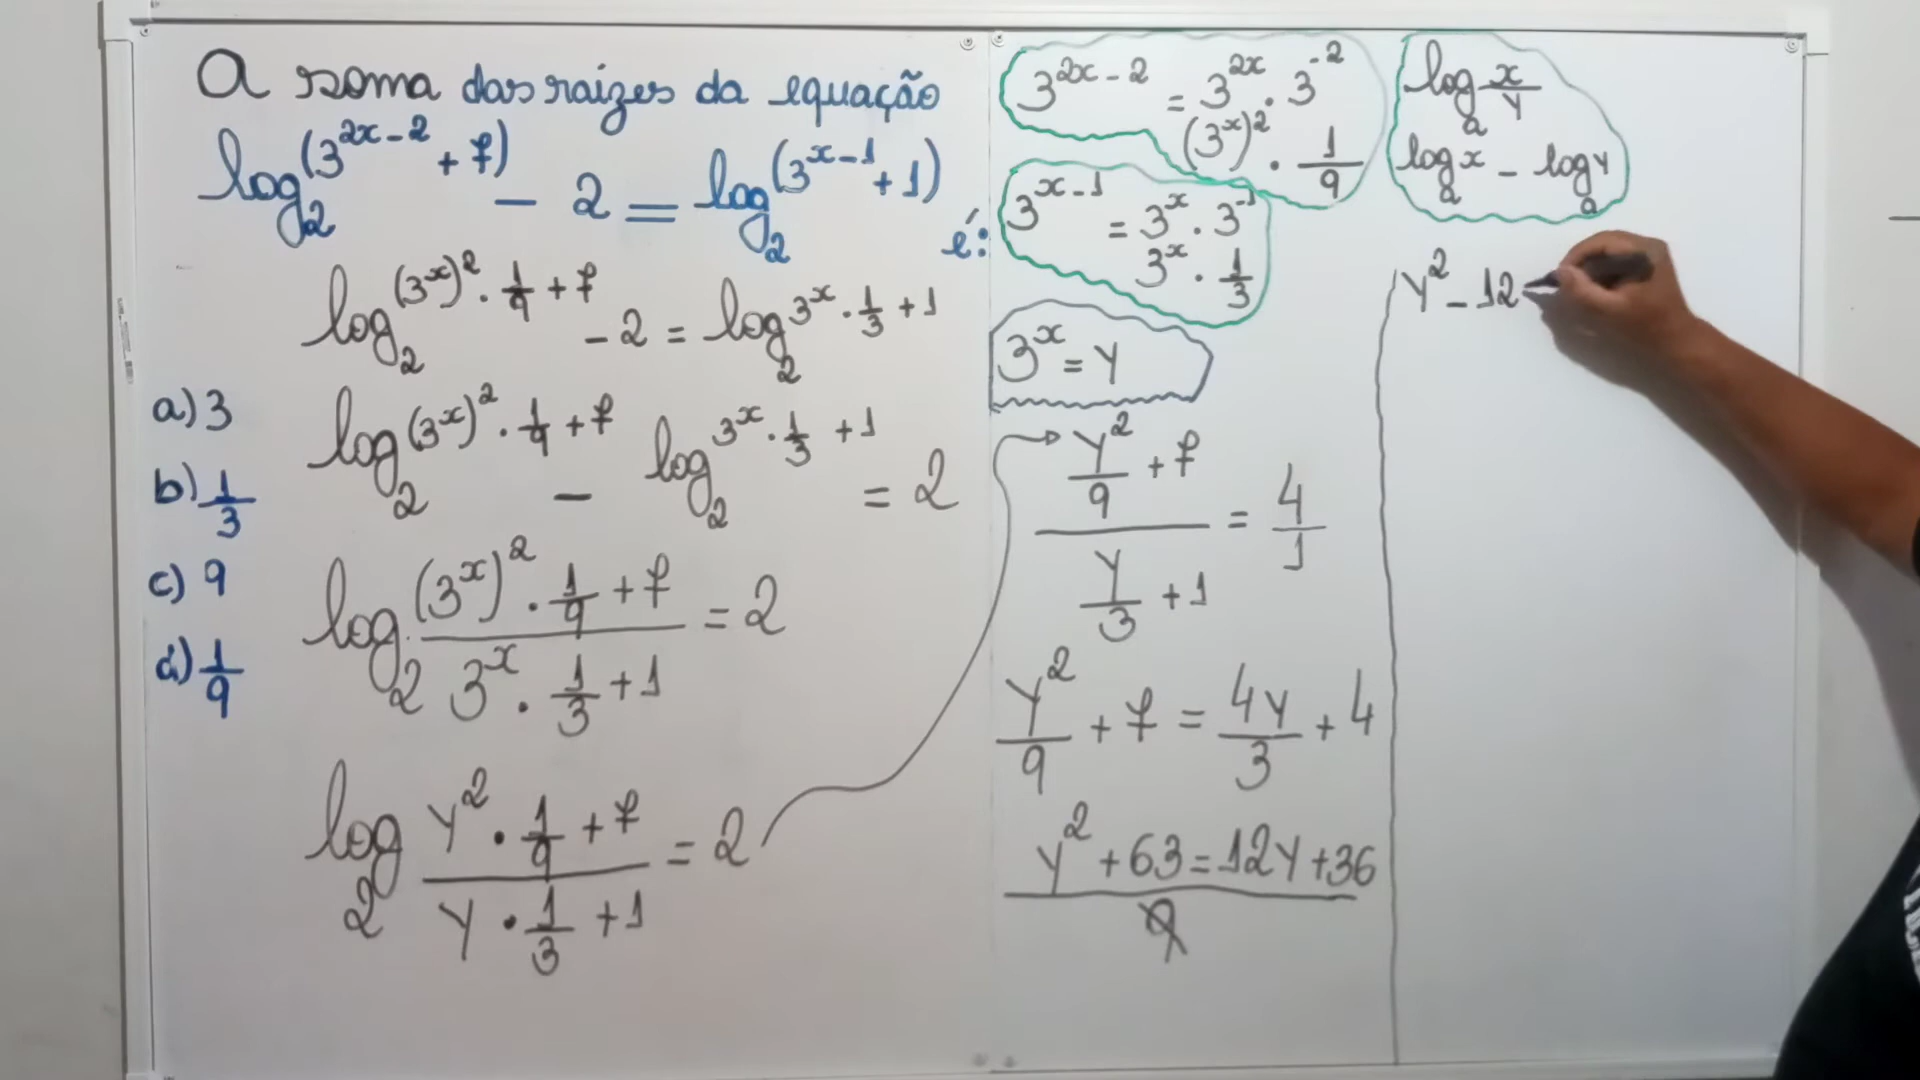 A soma das raízes da equação
log₂(3^(2x-2) + 7) - 2 = log₂(3^(x-1) + 1) é:
log₂ (3^x)² · 1/9 + 7 - 2 = log₂ 3^x · 1/3 + 1
log₂ (3^x)² · 1/9 + 7 - log₂ 3^x · 1/3 + 1 = 2
log₂ ((3^x)² · 1/9 + 7)/(3^x · 1/3 + 1) = 2
log₂ (y² · 1/9 + 7)/(y · 1/3 + 1) = 2
a) 3
b) 1/3
c) 9
d) 1/9
3^(2x-2) = 3^(2x) · 3^(-2)
(3^x)² · 1/9
3^(x-1) = 3^x · 3^(-1)
3^x · 1/3
3^x = y
(y²/9 + 7)/(y/3 + 1) = 4/1
y²/9 + 7 = 4y/3 + 4
(y² + 63 = 12y + 36)/9
logₐ x/y
logₐ x - logₐ y
y² - 12